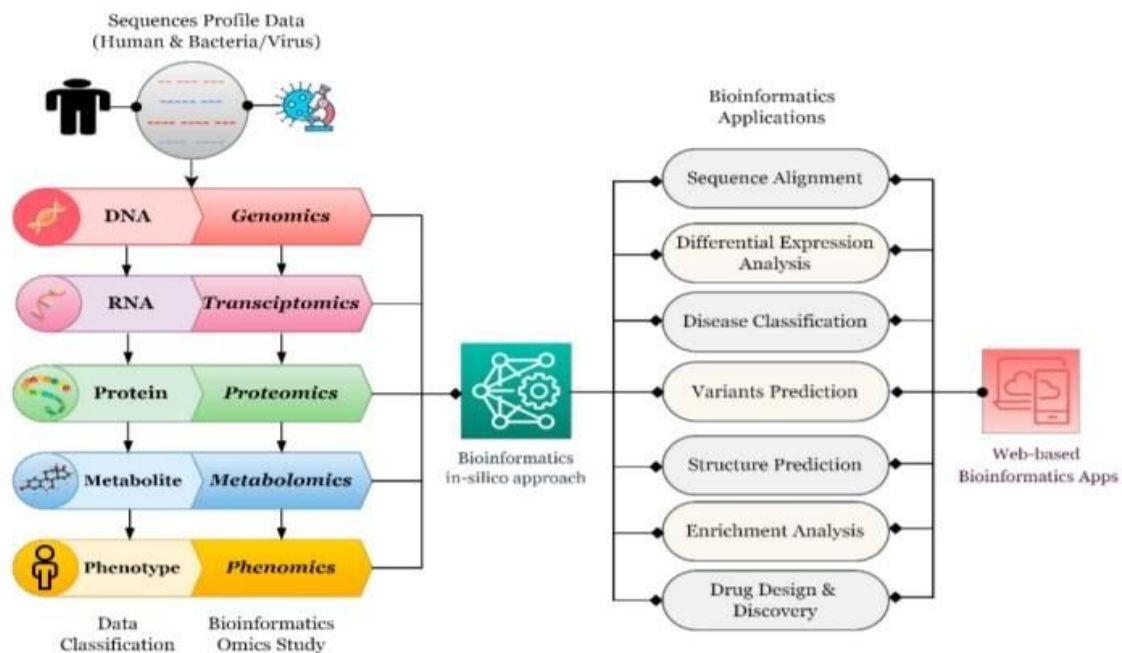 Sequences Profile Data
(Human & Bacteria/Virus)
DNA
Genomics
RNA
Transciptomics
Protein
Proteomics
Metabolite
Metabolomics
Phenotype
Phenomics
Data
Classification
Bioinformatics
Omics Study
Bioinformatics
in-silico approach
Bioinformatics
Applications
Sequence Alignment
Differential Expression
Analysis
Disease Classification
Variants Prediction
Structure Prediction
Enrichment Analysis
Drug Design &
Discovery
Web-based
Bioinformatics Apps